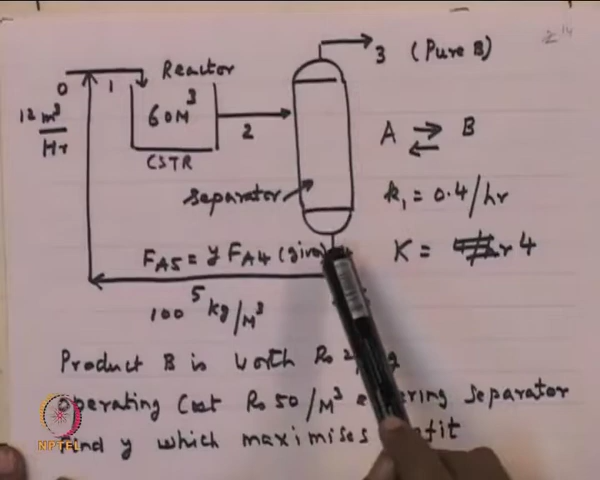 214
3 (Pure B)
0
1
Reactor
12 m³
Hr
60 M³
2
CSTR
A ⇌ B
separator
k₁ = 0.4/hr
FA5 = y FA4 (given)
K = 4
5
100 kg/M³
Product B is worth Rs
operating cost Rs 50/M³ entering separator
Find y which maximises profit
NPTEL